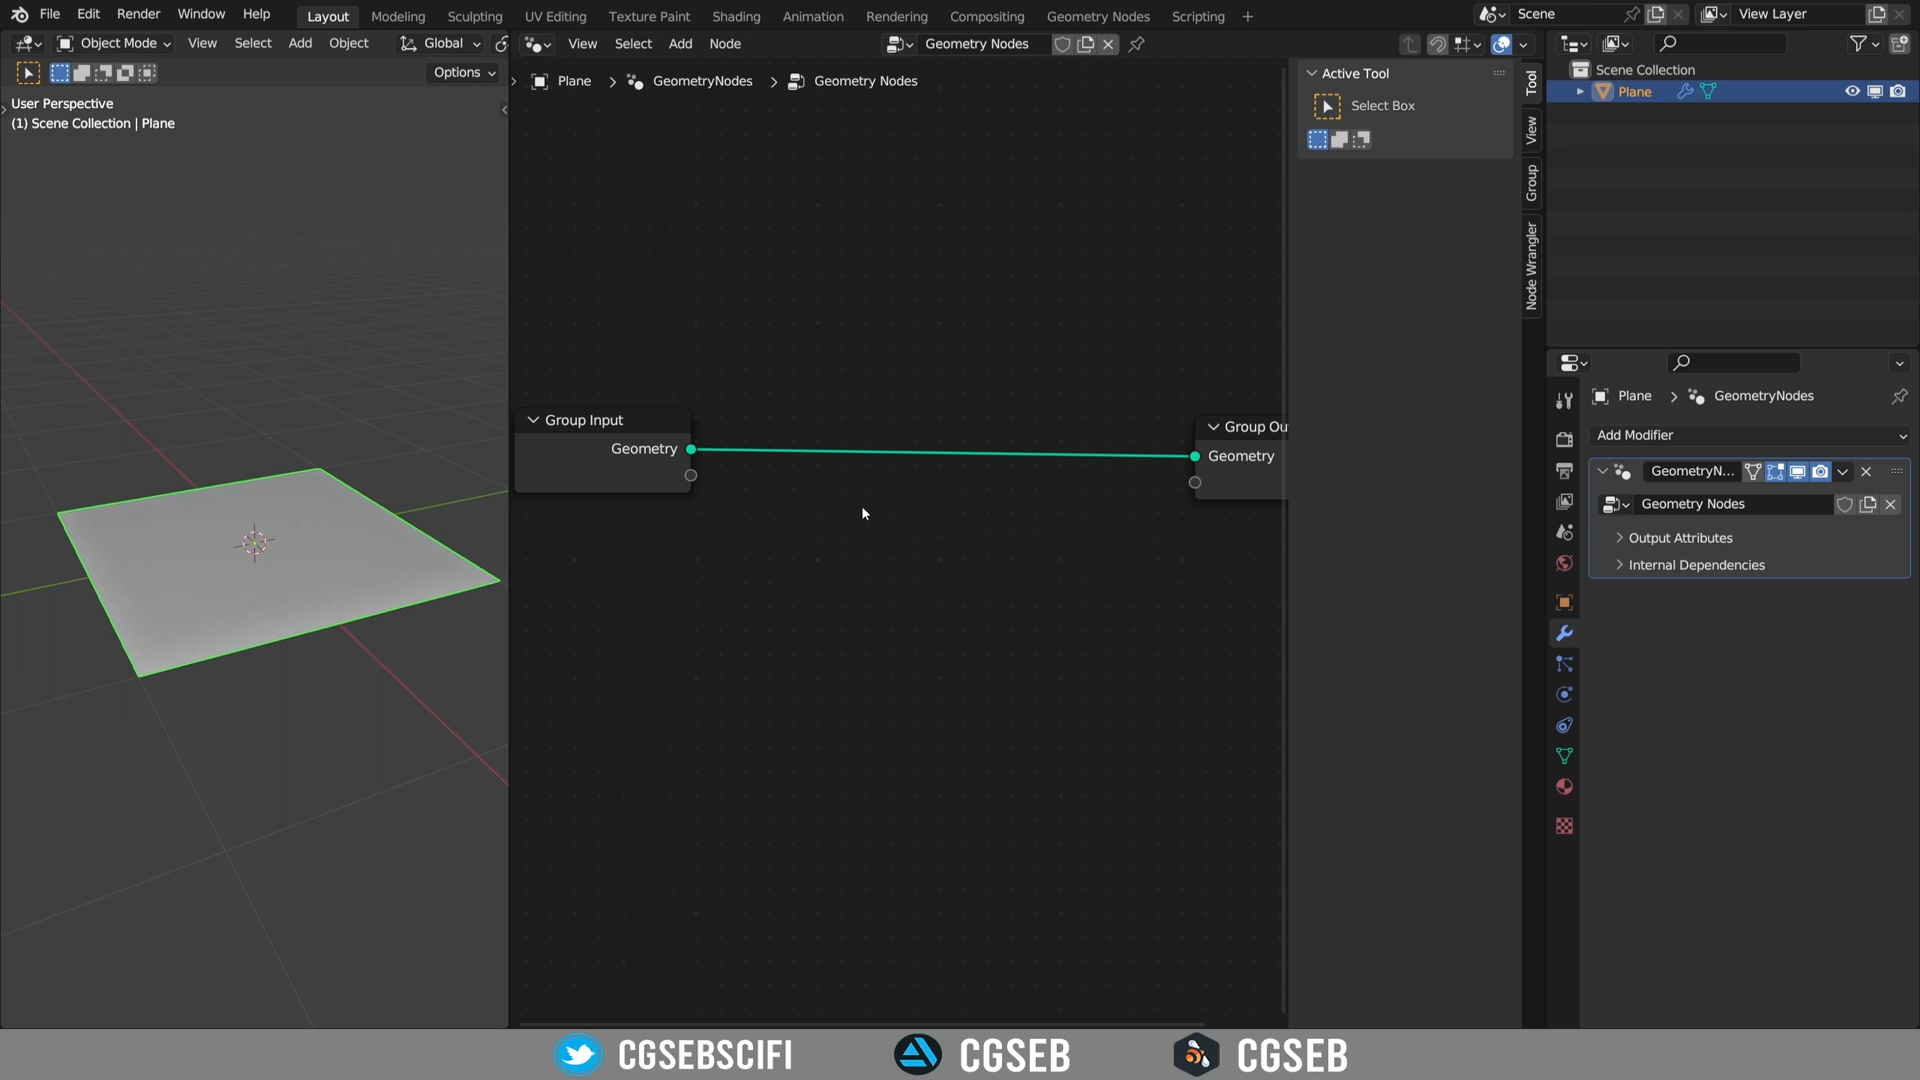 File Edit Render Window Help Layout Modeling Sculpting UV Editing Texture Paint Shading Animation Rendering Compositing Geometry Nodes Scripting + Scene View Layer
Object Mode View Select Add Object Global
View Select Add Node Geometry Nodes
Options
User Perspective
(1) Scene Collection | Plane
Plane > GeometryNodes > Geometry Nodes
Group Input
Geometry
Group Ou
Geometry
Active Tool
Select Box
Tool
View
Group
Node Wrangler
Scene Collection
Plane
Plane > GeometryNodes
Add Modifier
GeometryN...
Geometry Nodes
Output Attributes
Internal Dependencies
CGSEBSCIFI CGSEB CGSEB